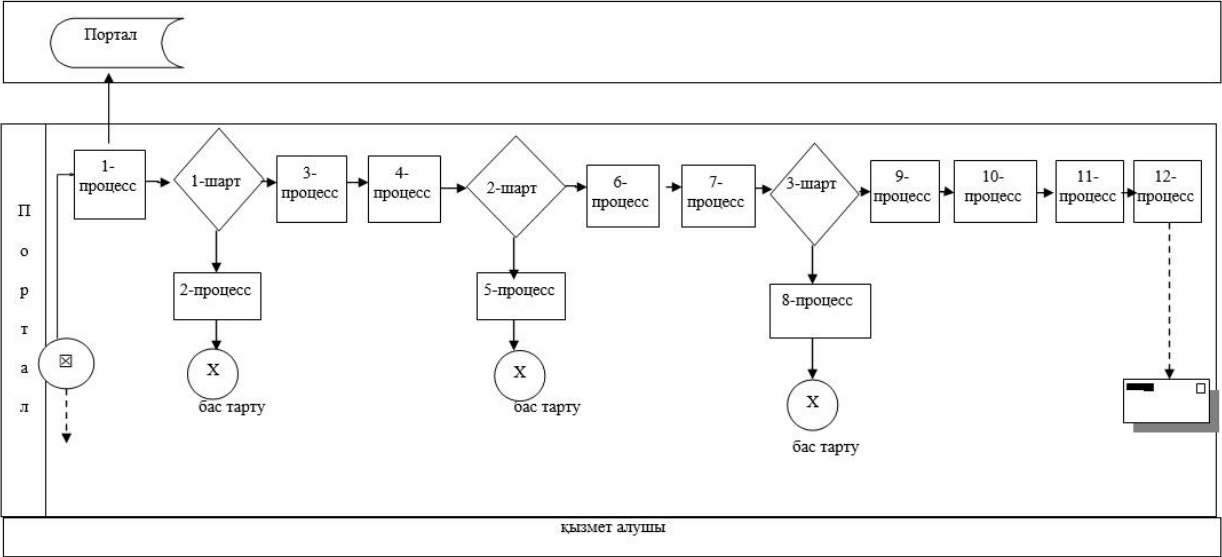 Портал
Портал
1-
процесс
1-шарт
3-
процесс
4-
процесс
2-шарт
6-
процесс
7-
процесс
3-шарт
9-
процесс
10-
процесс
11-
процесс
12-
процесс
2-процесс
5-процесс
8-процесс
X
X
X
бас тарту
бас тарту
бас тарту
қызмет алушы